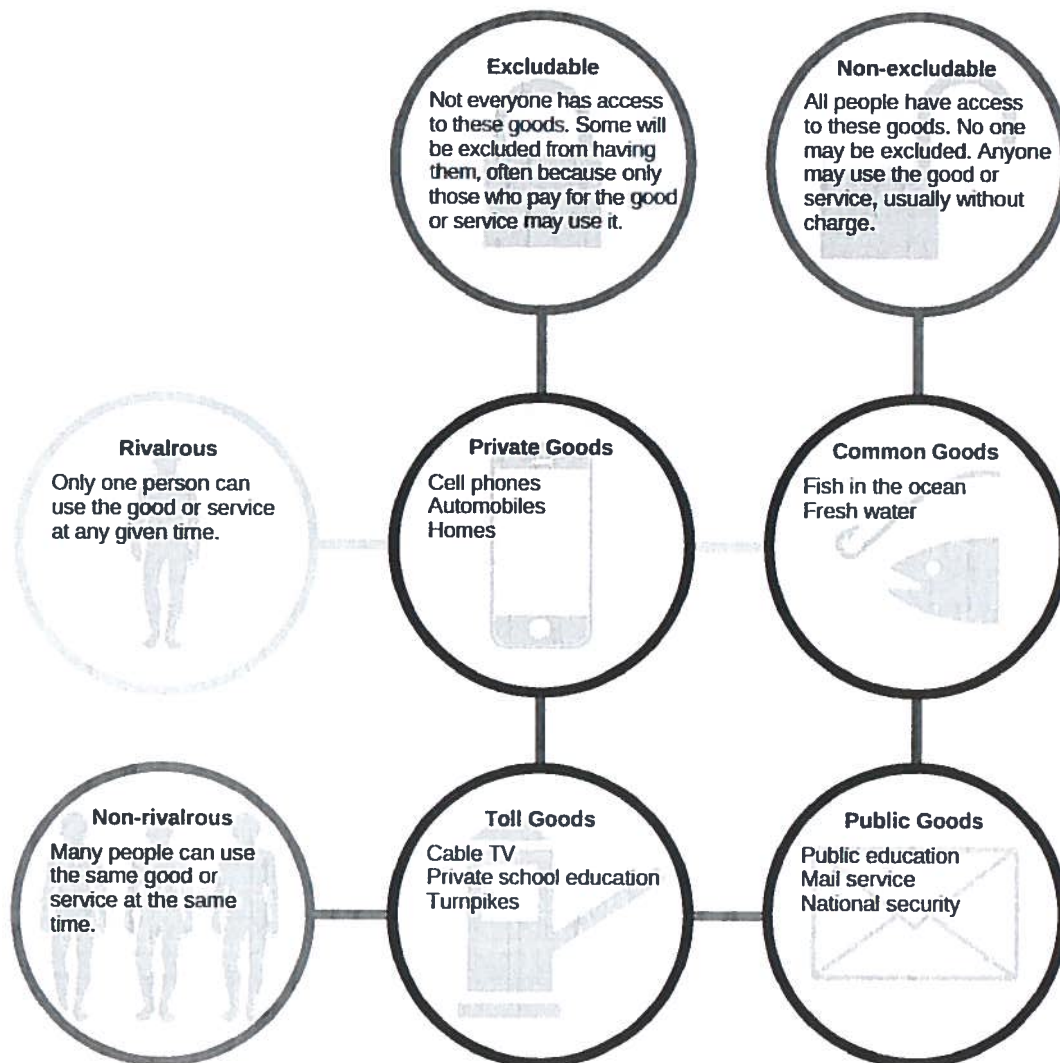 Excludable
Not everyone has access
to these goods. Some will
be excluded from having
them, often because only
those who pay for the good
or service may use it.
Non-excludable
All people have access
to these goods. No one
may be excluded. Anyone
may use the good or
service, usually without
charge.
Rivalrous
Only one person can
use the good or service
at any given time.
Private Goods
Cell phones
Automobiles
Homes
Common Goods
Fish in the ocean
Fresh water
Non-rivalrous
Many people can use
the same good or
service at the same
time.
Toll Goods
Cable TV
Private school education
Turnpikes
Public Goods
Public education
Mail service
National security